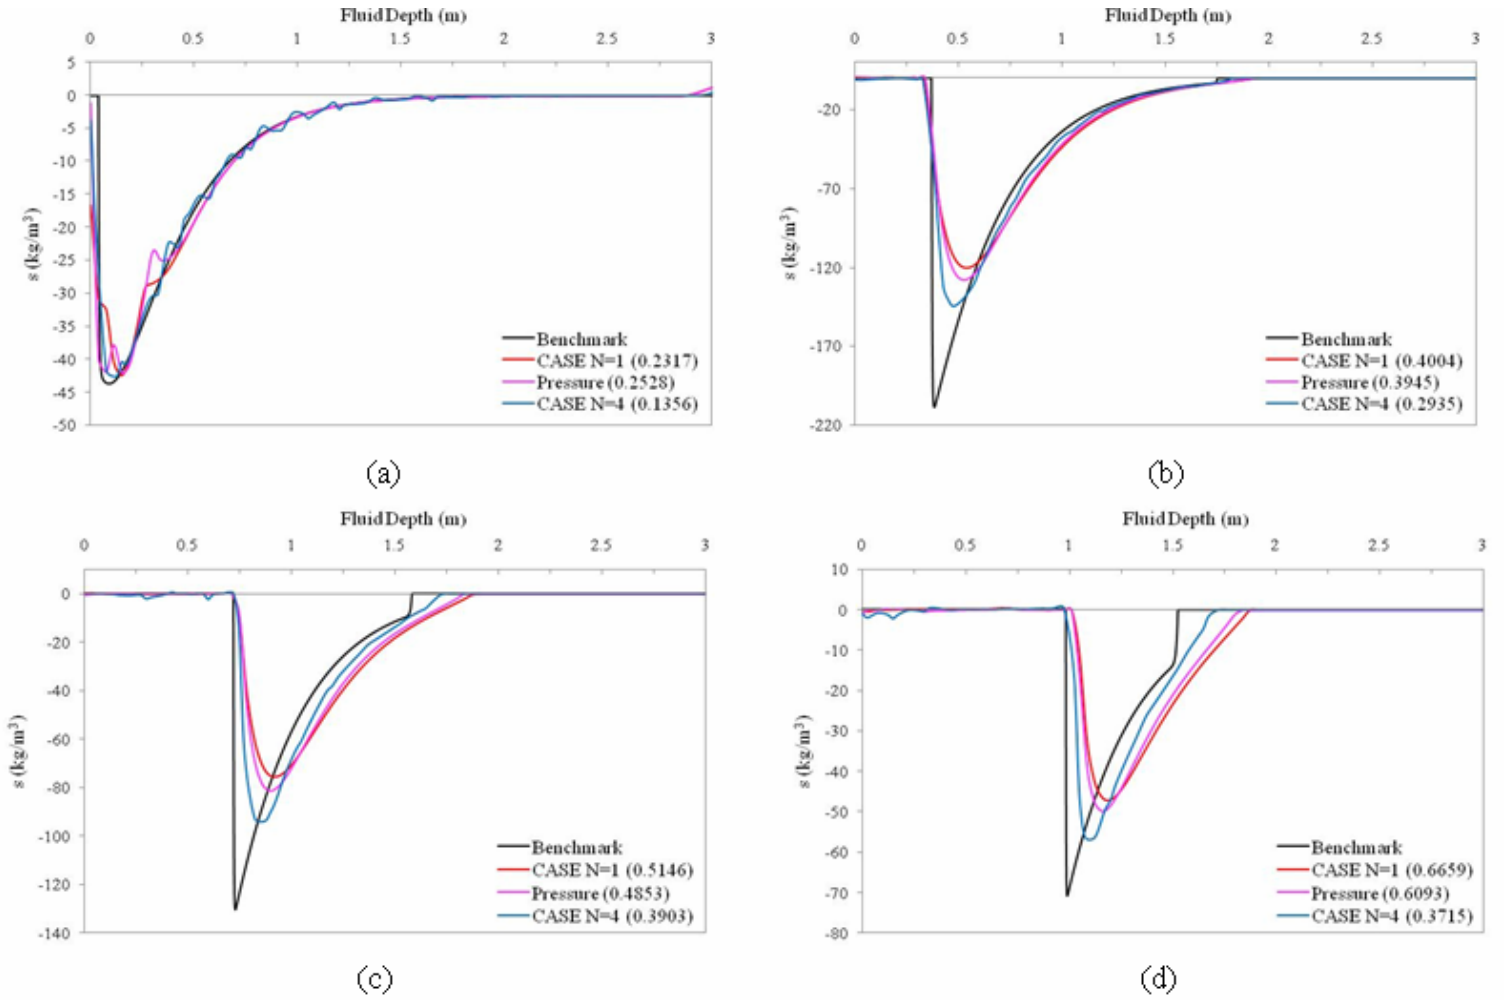 Fluid Depth (m)
0 0.5 1 1.5 2 2.5 3
5
0
-5
-10
-15
-20
-25
-30
-35
-40
-45
-50
s (kg/m³)
Benchmark
CASE N=1 (0.2317)
Pressure (0.2528)
CASE N=4 (0.1356)
(a)
Fluid Depth (m)
0 0.5 1 1.5 2 2.5 3
-20
-70
-120
-170
-220
s (kg/m³)
Benchmark
CASE N=1 (0.4004)
Pressure (0.3945)
CASE N=4 (0.2935)
(b)
Fluid Depth (m)
0 0.5 1 1.5 2 2.5 3
0
-20
-40
-60
-80
-100
-120
-140
s (kg/m³)
Benchmark
CASE N=1 (0.5146)
Pressure (0.4853)
CASE N=4 (0.3903)
(c)
Fluid Depth (m)
0 0.5 1 1.5 2 2.5 3
10
0
-10
-20
-30
-40
-50
-60
-70
-80
s (kg/m³)
Benchmark
CASE N=1 (0.6659)
Pressure (0.6093)
CASE N=4 (0.3715)
(d)